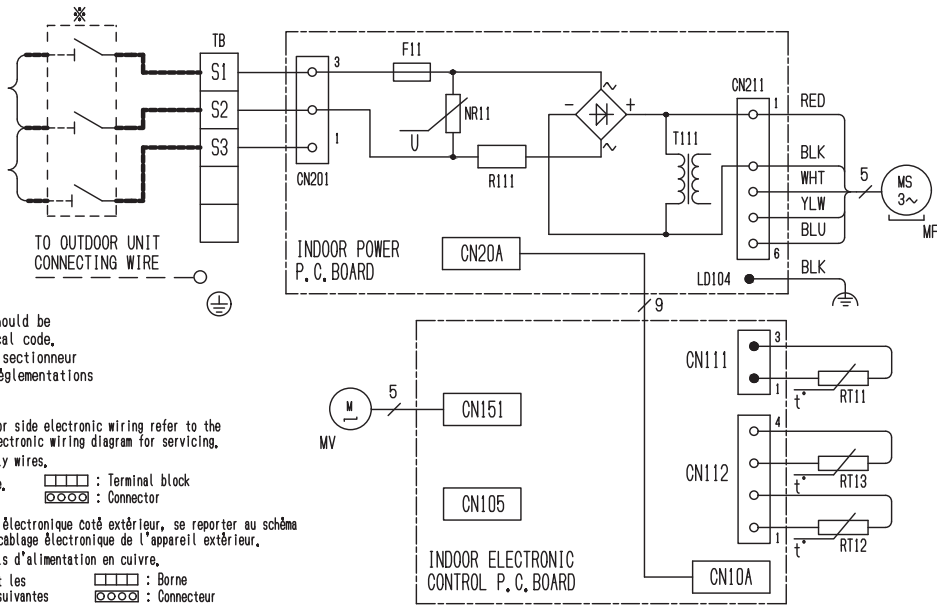 ※
TB
S1
S2
S3
3
1
CN201
F11
NR11
U
R111
T111
CN211
1
6
RED
BLK
WHT
YLW
BLU
5
MS
3~
MF
LD104
BLK
TO OUTDOOR UNIT
CONNECTING WIRE
INDOOR POWER
P.C.BOARD
CN20A
9
CN111
3
1
t°
RT11
CN112
4
1
t°
RT13
t°
RT12
M
MV
5
CN151
CN105
INDOOR ELECTRONIC
CONTROL P.C.BOARD
CN10A
ould be
cal code.
sectionneur
églementations
or side electronic wiring refer to the
ectronic wiring diagram for servicing.
ly wires.
: Terminal block
: Connector
électronique coté extérieur, se reporter au schéma
câblage électronique de l'appareil extérieur.
ls d'alimentation en cuivre.
t les
: Borne
suivantes
: Connecteur